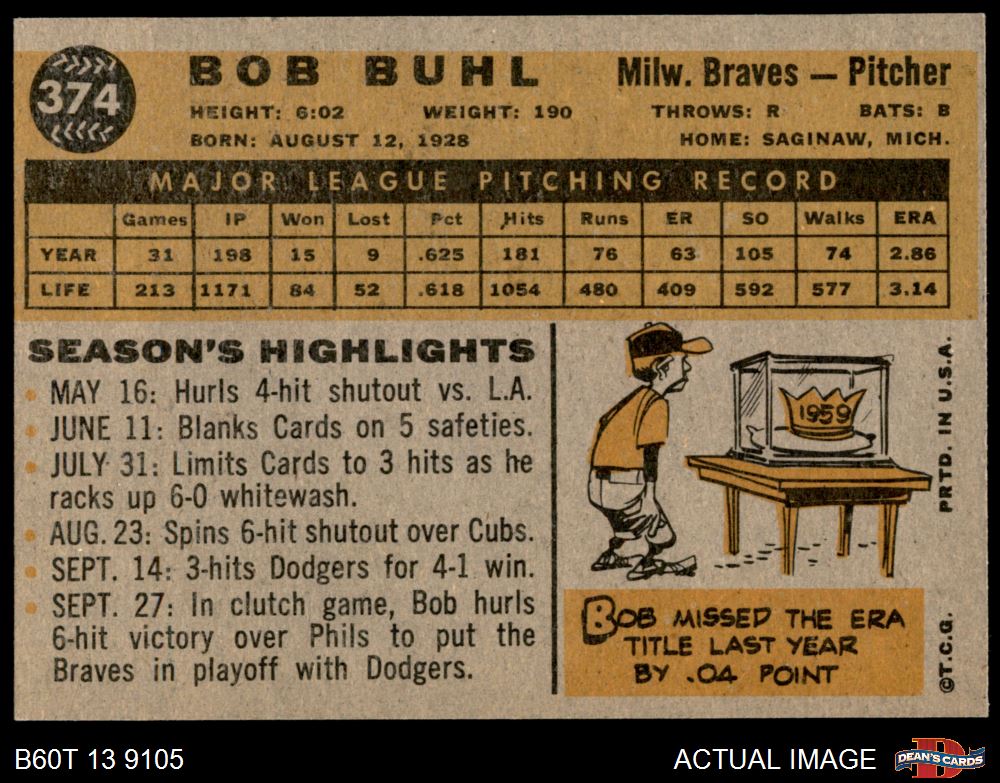 374
BOB BUHL
Milw. Braves — Pitcher
HEIGHT: 6:02 WEIGHT: 190 THROWS: R BATS: B
BORN: AUGUST 12, 1928 HOME: SAGINAW, MICH.
MAJOR LEAGUE PITCHING RECORD
Games IP Won Lost Pct Hits Runs ER SO Walks ERA
YEAR 31 198 15 9 .625 181 76 63 105 74 2.86
LIFE 213 1171 84 52 .618 1054 480 409 592 577 3.14
SEASON'S HIGHLIGHTS
• MAY 16: Hurls 4-hit shutout vs. L.A.
• JUNE 11: Blanks Cards on 5 safeties.
• JULY 31: Limits Cards to 3 hits as he
racks up 6-0 whitewash.
• AUG. 23: Spins 6-hit shutout over Cubs.
• SEPT. 14: 3-hits Dodgers for 4-1 win.
• SEPT. 27: In clutch game, Bob hurls
6-hit victory over Phils to put the
Braves in playoff with Dodgers.
1959
BOB MISSED THE ERA
TITLE LAST YEAR
BY .04 POINT
©T.C.G. PRTD. IN U.S.A.
B60T 13 9105
ACTUAL IMAGE
DEAN'S CARDS